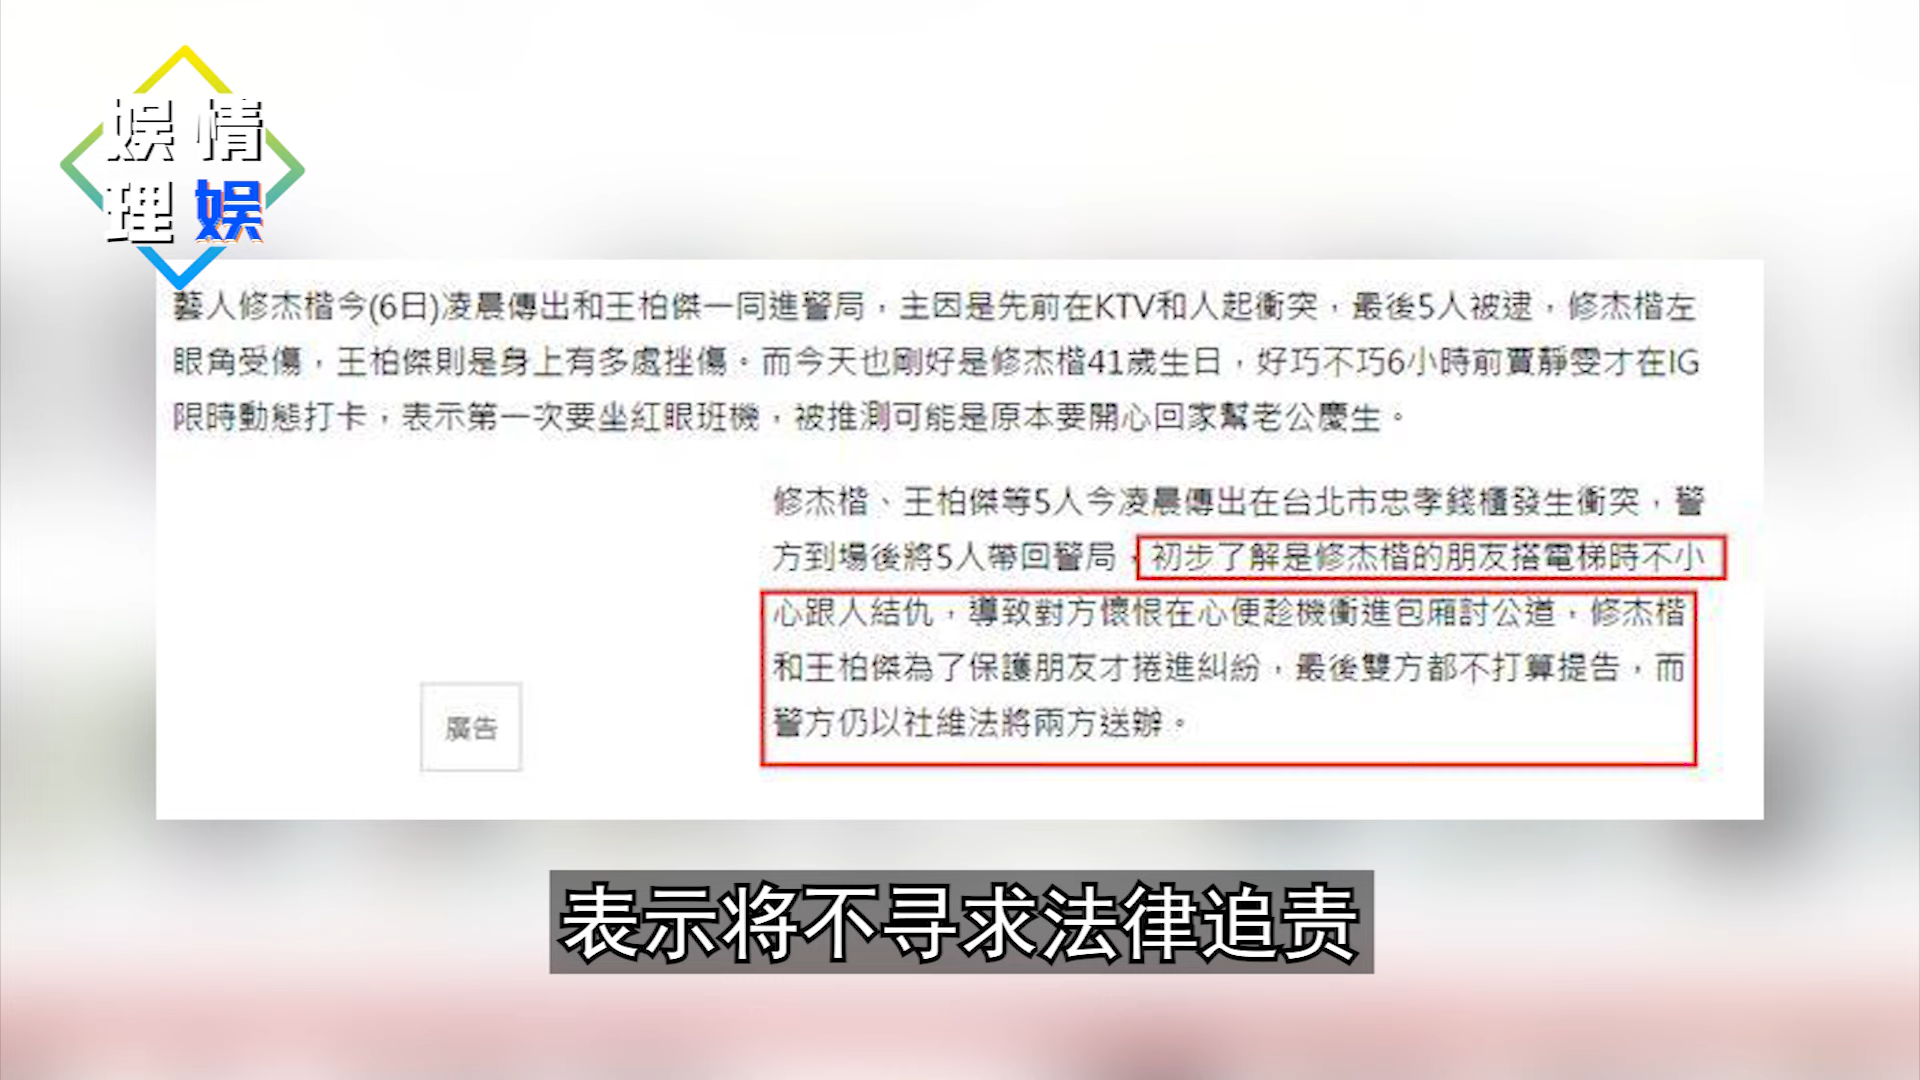 娱情
理娱
藝人修杰楷今(6日)凌晨傳出和王柏傑一同進警局，主因是先前在KTV和人起衝突，最後5人被逮，修杰楷左
眼角受傷，王柏傑則是身上有多處挫傷。而今天也剛好是修杰楷41歲生日，好巧不巧6小時前賈靜雯才在IG
限時動態打卡，表示第一次要坐紅眼班機，被推測可能是原本要開心回家幫老公慶生。
修杰楷、王柏傑等5人今凌晨傳出在台北市忠孝錢櫃發生衝突，警
方到場後將5人帶回警局，初步了解是修杰楷的朋友搭電梯時不小
心跟人結仇，導致對方懷恨在心便趁機衝進包廂討公道，修杰楷
和王柏傑為了保護朋友才捲進糾紛，最後雙方都不打算提告，而
警方仍以社維法將兩方送辦。
廣告
表示将不寻求法律追责